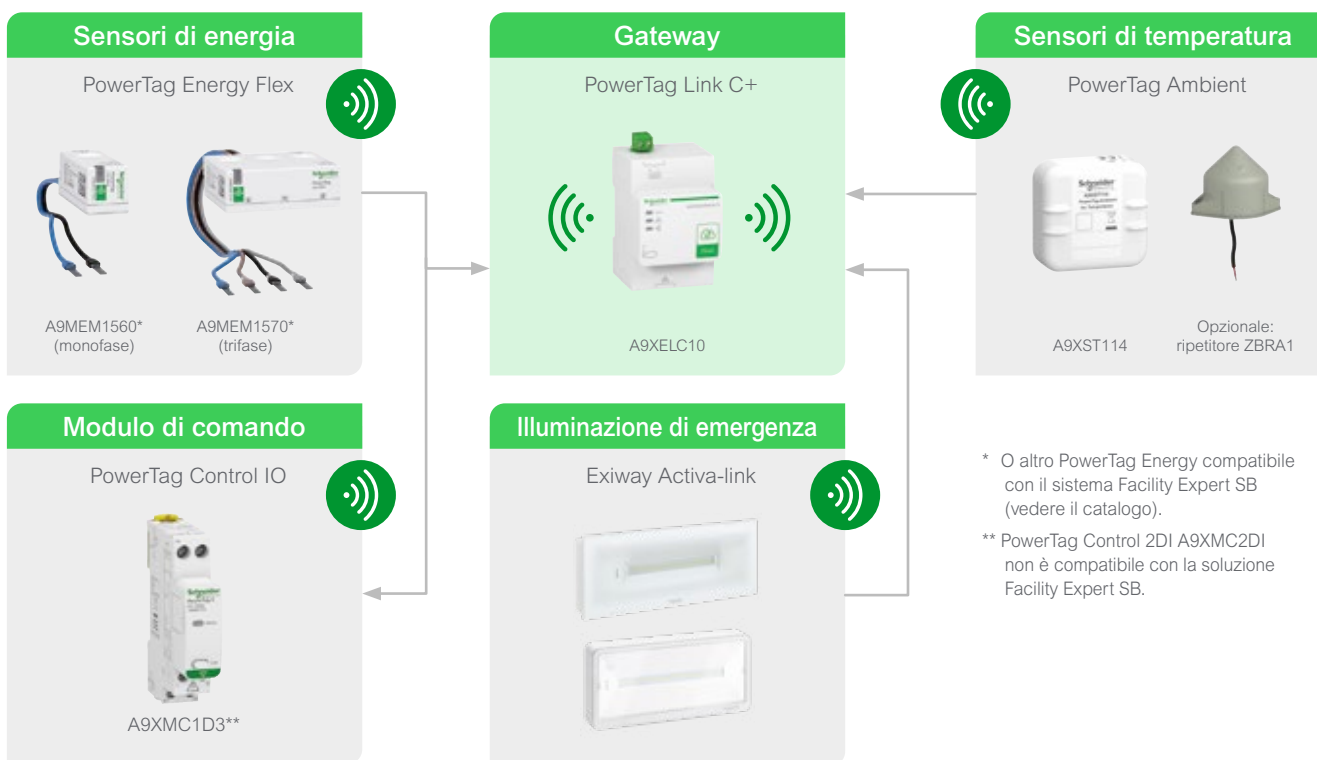 Sensori di energia
PowerTag Energy Flex
A9MEM1560*
(monofase)
A9MEM1570*
(trifase)
Gateway
PowerTag Link C+
A9XELC10
Sensori di temperatura
PowerTag Ambient
Schneider
A9XST114
Opzionale:
ripetitore ZBRA1
Modulo di comando
PowerTag Control IO
Schneider
A9XMC1D3**
Illuminazione di emergenza
Exiway Activa-link
* O altro PowerTag Energy compatibile
con il sistema Facility Expert SB
(vedere il catalogo).
** PowerTag Control 2DI A9XMC2DI
non è compatibile con la soluzione
Facility Expert SB.